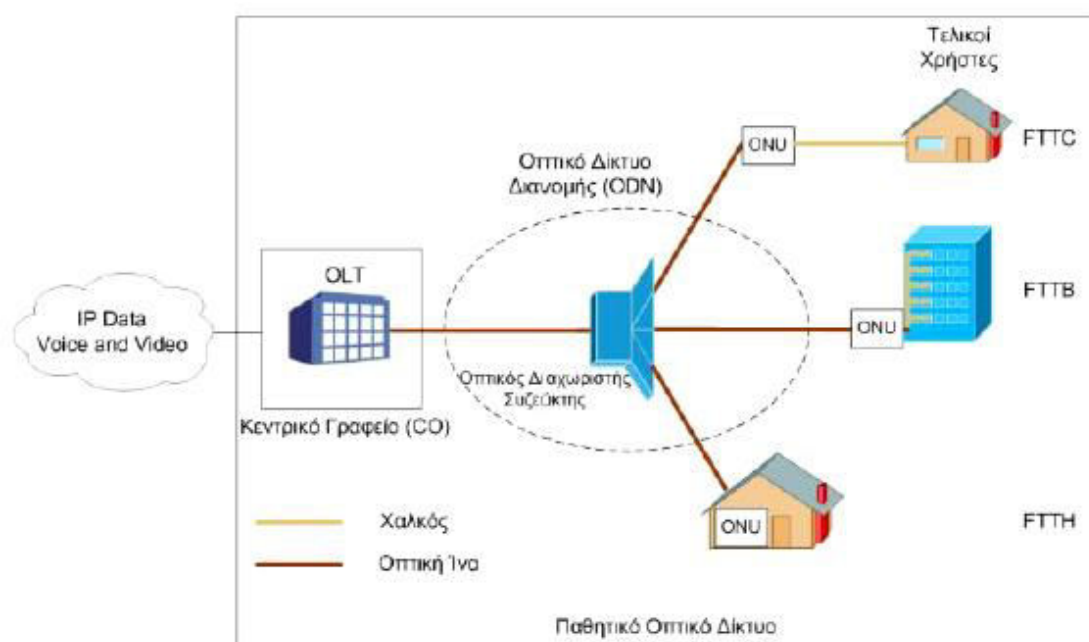 Τελικοί
Χρήστες
ONU
FTTC
Οπτικό Δίκτυο
Διανομής (ODN)
OLT
IP Data
Voice and Video
ONU
FTTB
Οπτικός Διαχωριστής
Συζεύκτης
Κεντρικό Γραφείο (CO)
Χαλκός
ONU
FTTH
Οπτική Ίνα
Παθητικό Οπτικό Δίκτυο